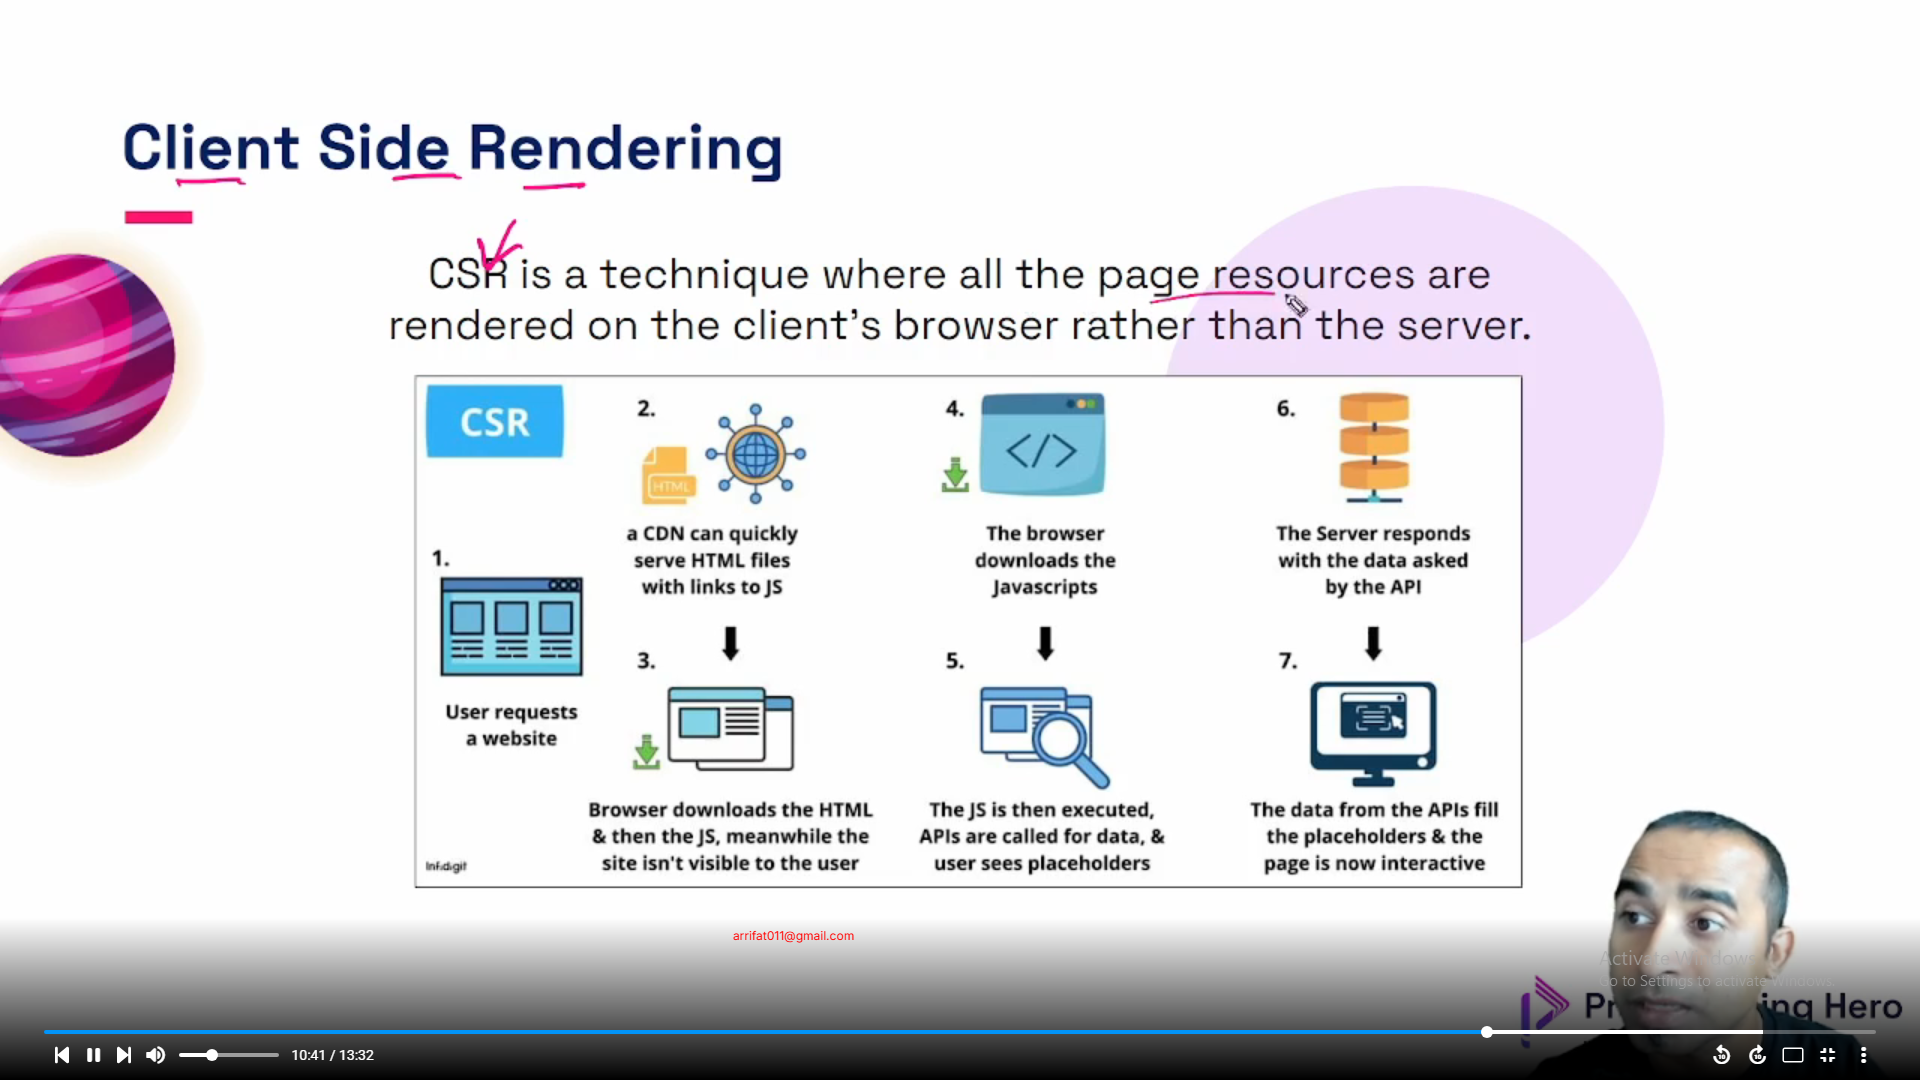 Client Side Rendering
CSR is a technique where all the page resources are
rendered on the client's browser rather than the server.
CSR
1.
User requests
a website
2.
HTML
a CDN can quickly
serve HTML files
with links to JS
3.
Browser downloads the HTML
& then the JS, meanwhile the
site isn't visible to the user
4.
The browser
downloads the
Javascripts
5.
The JS is then executed,
APIs are called for data, &
user sees placeholders
6.
The Server responds
with the data asked
by the API
7.
The data from the APIs fill
the placeholders & the
page is now interactive
Infidigit
arrifat011@gmail.com
Activate Windows
Go to Settings to activate Windows.
Hero
10:41 / 13:32